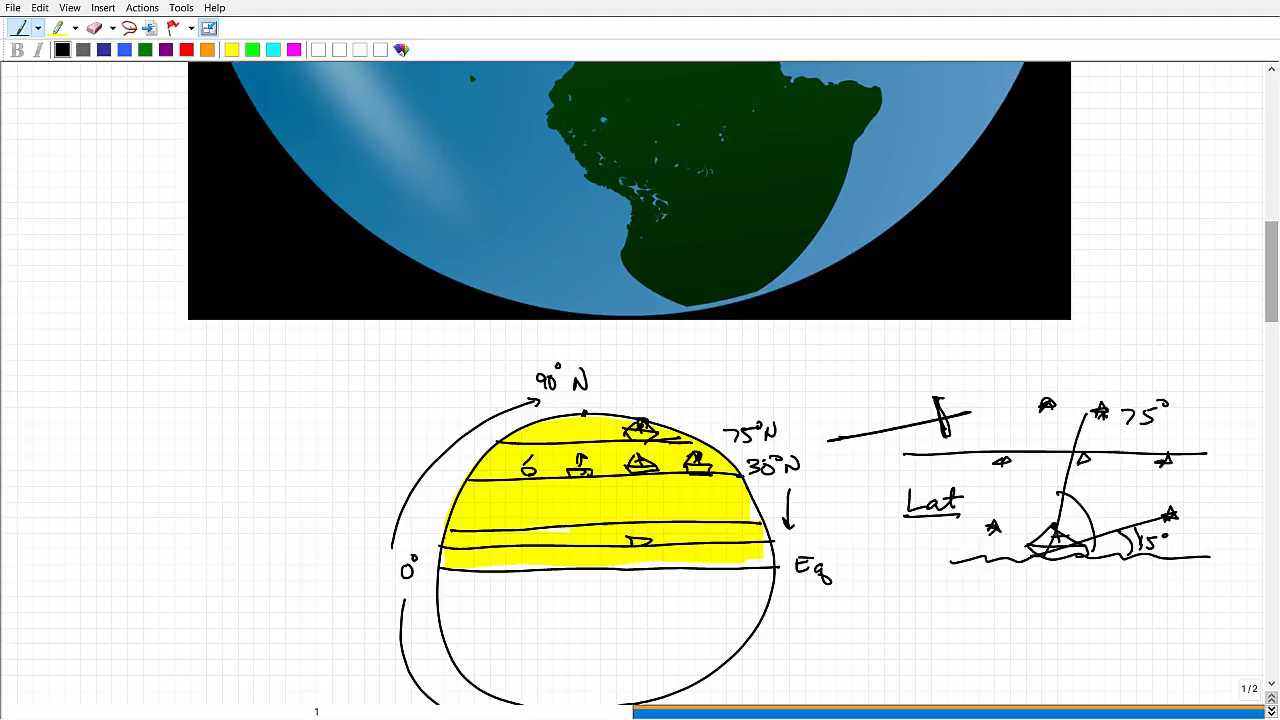 File Edit View Insert Actions Tools Help
B I
90° N
75°N
30°N
0°
Eq
75°
Lat
15°
1/2
1